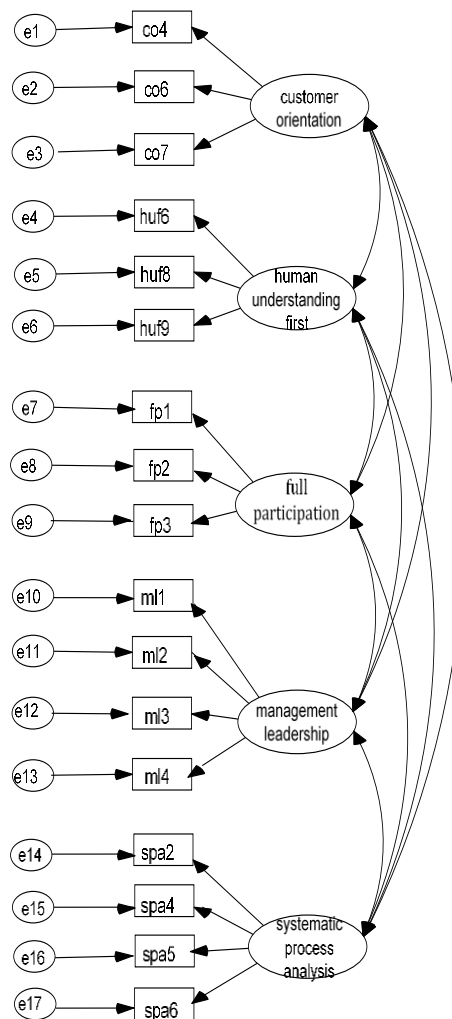 e1
co4
e2
co6
customer
orientation
e3
co7
e4
huf6
e5
huf8
human
understanding
first
e6
huf9
e7
fp1
e8
fp2
full
participation
e9
fp3
e10
ml1
e11
ml2
e12
ml3
management
leadership
e13
ml4
e14
spa2
e15
spa4
systematic
process
analysis
e16
spa5
e17
spa6